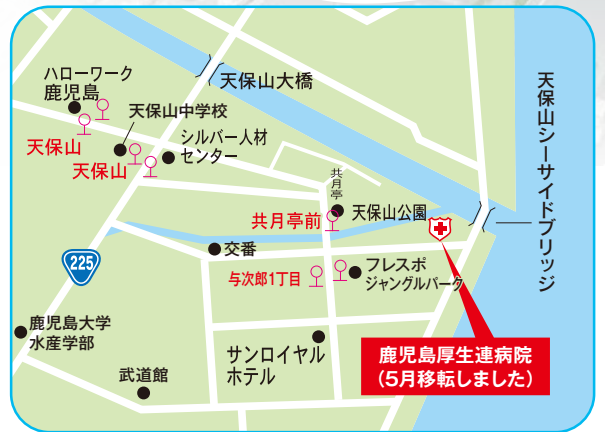 ハローワーク
鹿児島
天保山大橋
天保山中学校
天保山
シルバー人材
センター
天保山
天保山シーサイドブリッジ
共月亭
共月亭前
天保山公園
225
交番
与次郎1丁目
フレスポ
ジャングルパーク
鹿児島大学
水産学部
サンロイヤル
ホテル
鹿児島厚生連病院
(5月移転しました)
武道館